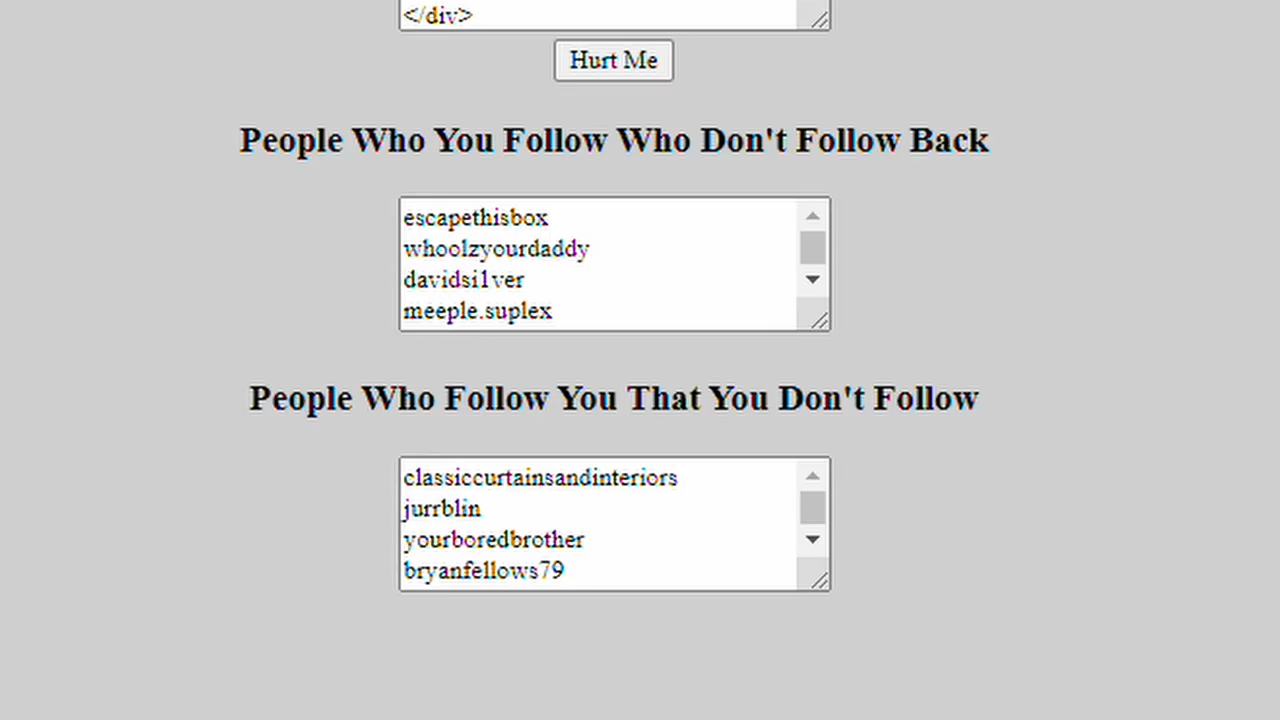 </div>
Hurt Me
People Who You Follow Who Don't Follow Back
escapethisbox
whoolzyourdaddy
davidsi1ver
meeple.suplex
People Who Follow You That You Don't Follow
classiccurtainsandinteriors
jurrblin
yourboredbrother
bryanfellows79